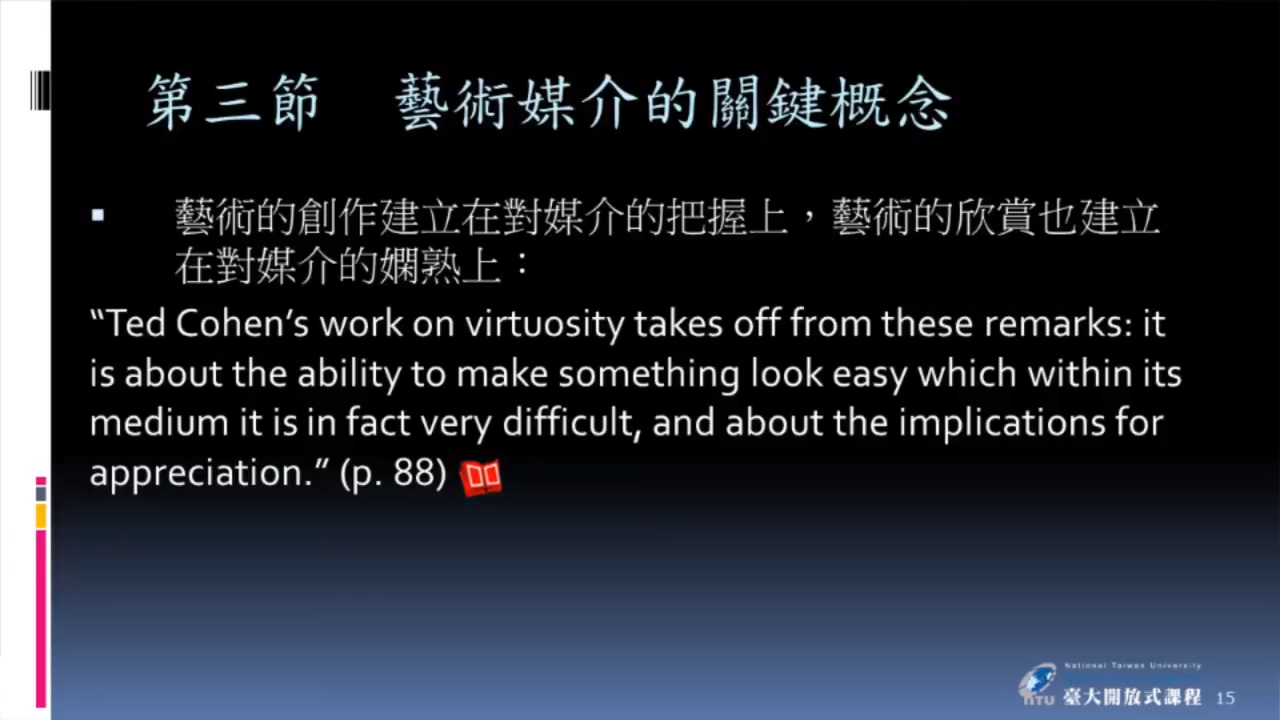 第三節　藝術媒介的關鍵概念
藝術的創作建立在對媒介的把握上，藝術的欣賞也建立
在對媒介的嫻熟上：
“Ted Cohen’s work on virtuosity takes off from these remarks: it
is about the ability to make something look easy which within its
medium it is in fact very difficult, and about the implications for
appreciation.” (p. 88)
National Taiwan University
NTU 臺大開放式課程 15